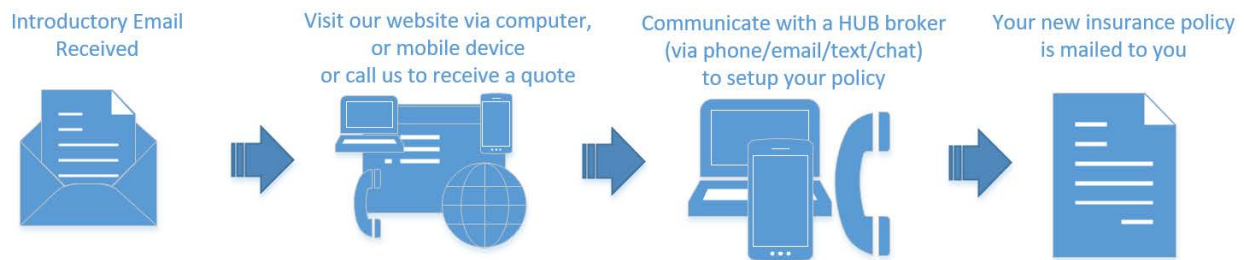 Introductory Email
Received
Visit our website via computer,
or mobile device
or call us to receive a quote
Communicate with a HUB broker
(via phone/email/text/chat)
to setup your policy
Your new insurance policy
is mailed to you